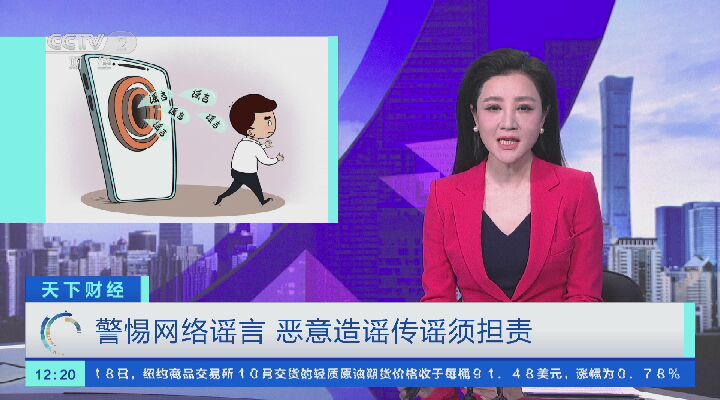 CCTV 2
谣言
谣言
谣言
谣言
谣言
天下财经
警惕网络谣言 恶意造谣传谣须担责
12:20
18日，纽约商品交易所10月交货的轻质原油期货价格收于每桶91.48美元，涨幅为0.78%